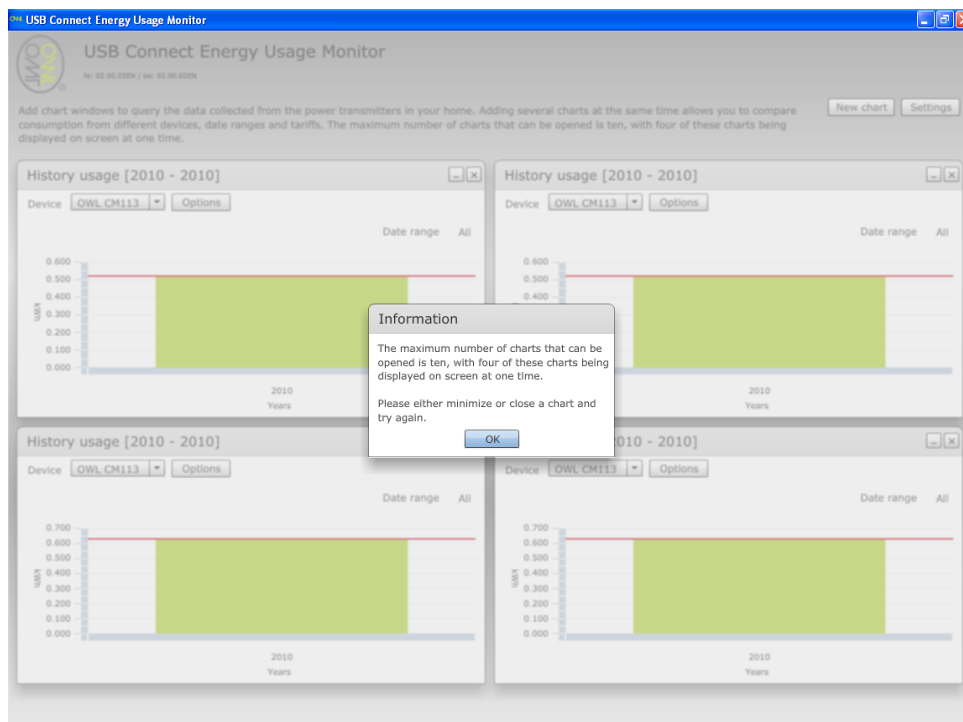 USB Connect Energy Usage Monitor
USB Connect Energy Usage Monitor
Add chart windows to query the data collected from the power transmitters in your home. Adding several charts at the same time allows you to compare
consumption from different devices, date ranges and tariffs. The maximum number of charts that can be opened is ten, with four of these charts being
displayed on screen at one time.
New chart Settings
History usage [2010 - 2010]
Device OWL CM113 Options
Date range All
0.600
0.500
0.400
0.300
0.200
0.100
0.000
kWh
2010
Years
History usage [2010 - 2010]
Device OWL CM113 Options
Date range All
0.600
0.500
0.400
2010
Years
Information
The maximum number of charts that can be
opened is ten, with four of these charts being
displayed on screen at one time.
Please either minimize or close a chart and
try again.
OK
History usage [2010 - 2010]
Device OWL CM113 Options
Date range All
0.700
0.600
0.500
0.400
0.300
0.200
0.100
0.000
kWh
2010
Years
010 - 2010]
Device OWL CM113 Options
Date range All
0.700
0.600
0.500
0.400
0.300
0.200
0.100
0.000
kWh
2010
Years